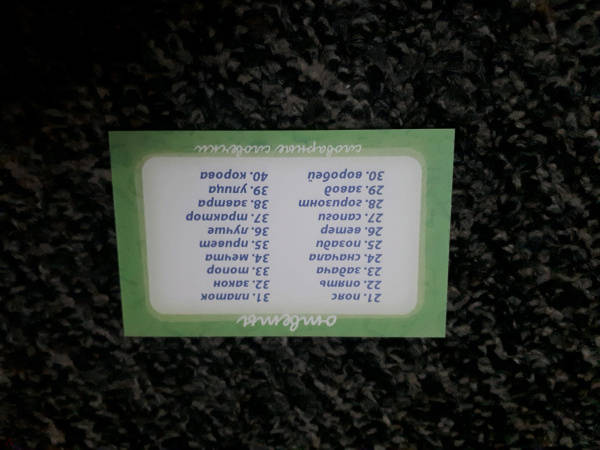 ответы
21. пояс
22. опять
23. задача
24. сначала
25. позади
26. ветер
27. сапоги
28. горизонт
29. завод
30. воробей
31. платок
32. закон
33. топор
34. мечта
35. привет
36. лучше
37. трактор
38. завтра
39. улица
40. корова
словарные словечки